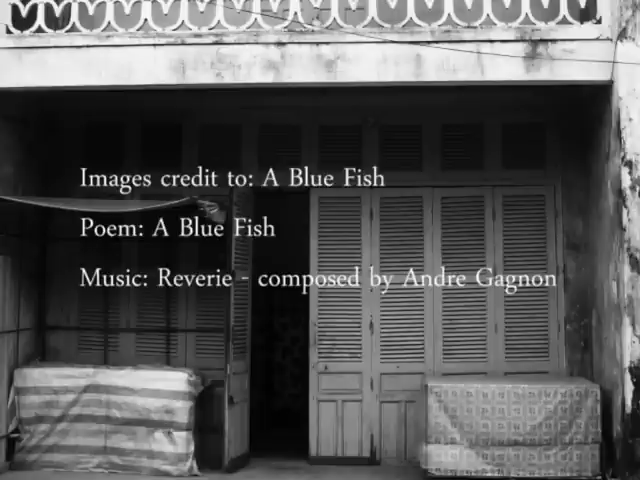 Images credit to: A Blue Fish
Poem: A Blue Fish
Music: Reverie - composed by Andre Gagnon